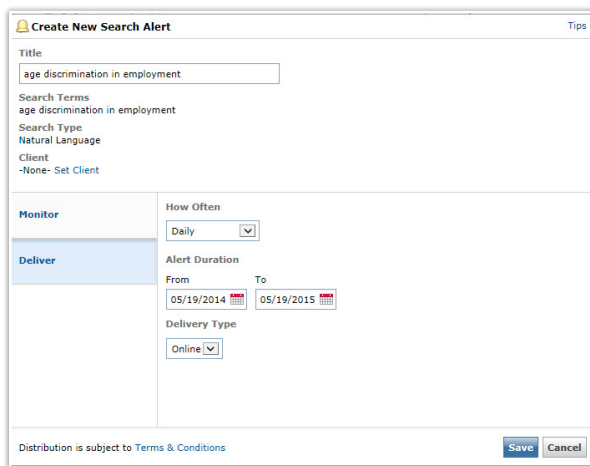 Create New Search Alert Tips
Title
age discrimination in employment
Search Terms
age discrimination in employment
Search Type
Natural Language
Client
-None- Set Client
Monitor
Deliver
How Often
Daily
Alert Duration
From To
05/19/2014 05/19/2015
Delivery Type
Online
Distribution is subject to Terms & Conditions
Save Cancel